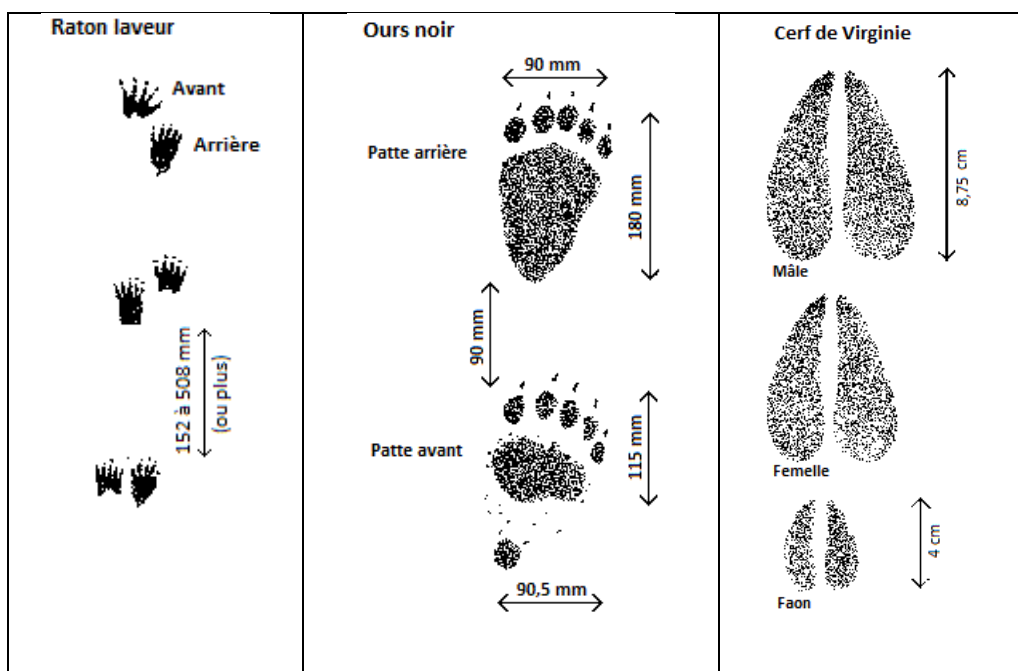 Raton laveur
Avant
Arrière
152 à 508 mm
(ou plus)
Ours noir
90 mm
Patte arrière
180 mm
90 mm
Patte avant
115 mm
90,5 mm
Cerf de Virginie
8,75 cm
Mâle
Femelle
4 cm
Faon